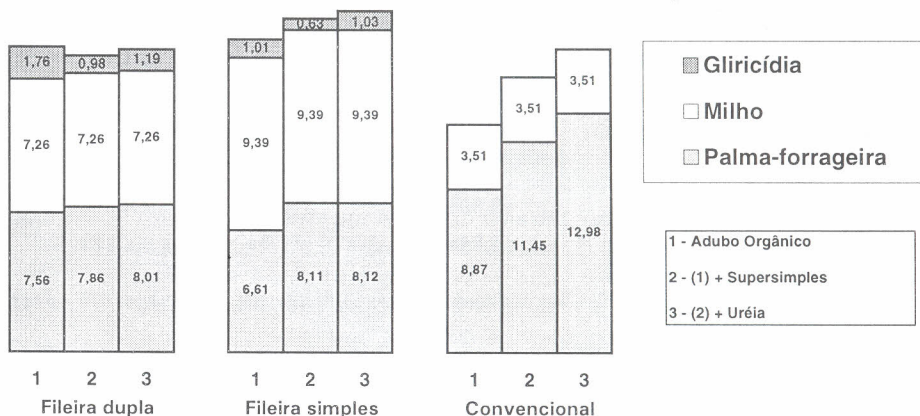 1,76 0,98 1,19
7,26 7,26 7,26
7,56 7,86 8,01
1 2 3
Fileira dupla
1,01 0,63 1,03
9,39 9,39 9,39
6,61 8,11 8,12
1 2 3
Fileira simples
3,51 3,51 3,51
8,87 11,45 12,98
1 2 3
Convencional
Gliricídia
Milho
Palma-forrageira
1 - Adubo Orgânico
2 - (1) + Supersimples
3 - (2) + Uréia